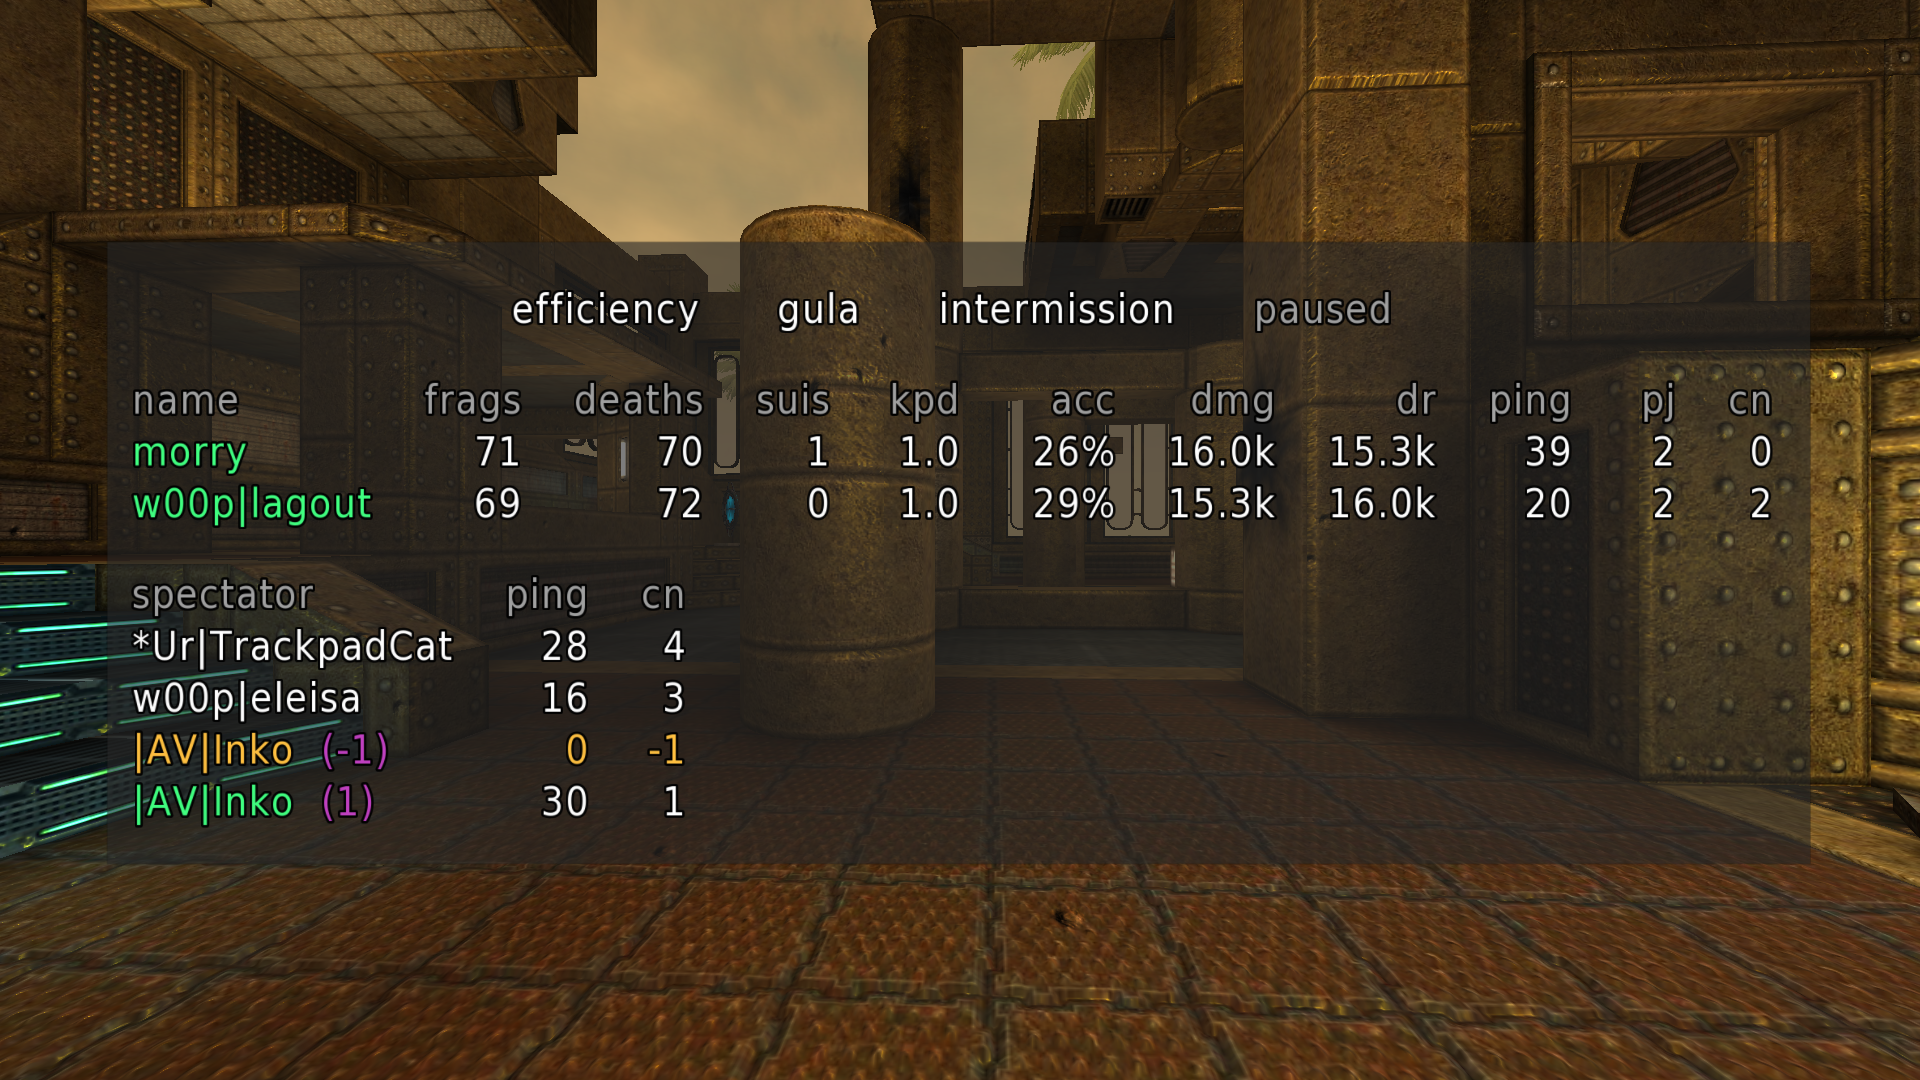 efficiency gula intermission paused
name frags deaths suis kpd acc dmg dr ping pj cn
morry 71 70 1 1.0 26% 16.0k 15.3k 39 2 0
w00p|lagout 69 72 0 1.0 29% 15.3k 16.0k 20 2 2
spectator ping cn
*Ur|TrackpadCat 28 4
w00p|eleisa 16 3
|AV|Inko (-1) 0 -1
|AV|Inko (1) 30 1